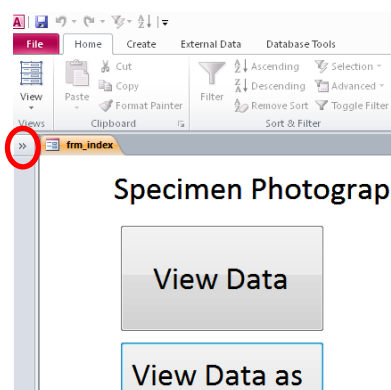 A
File Home Create External Data Database Tools
View
Views
Paste
Cut
Copy
Format Painter
Clipboard
Filter
Ascending
Descending
Remove Sort
Selection
Advanced
Toggle Filter
Sort & Filter
» frm_index
Specimen Photograp
View Data
View Data as